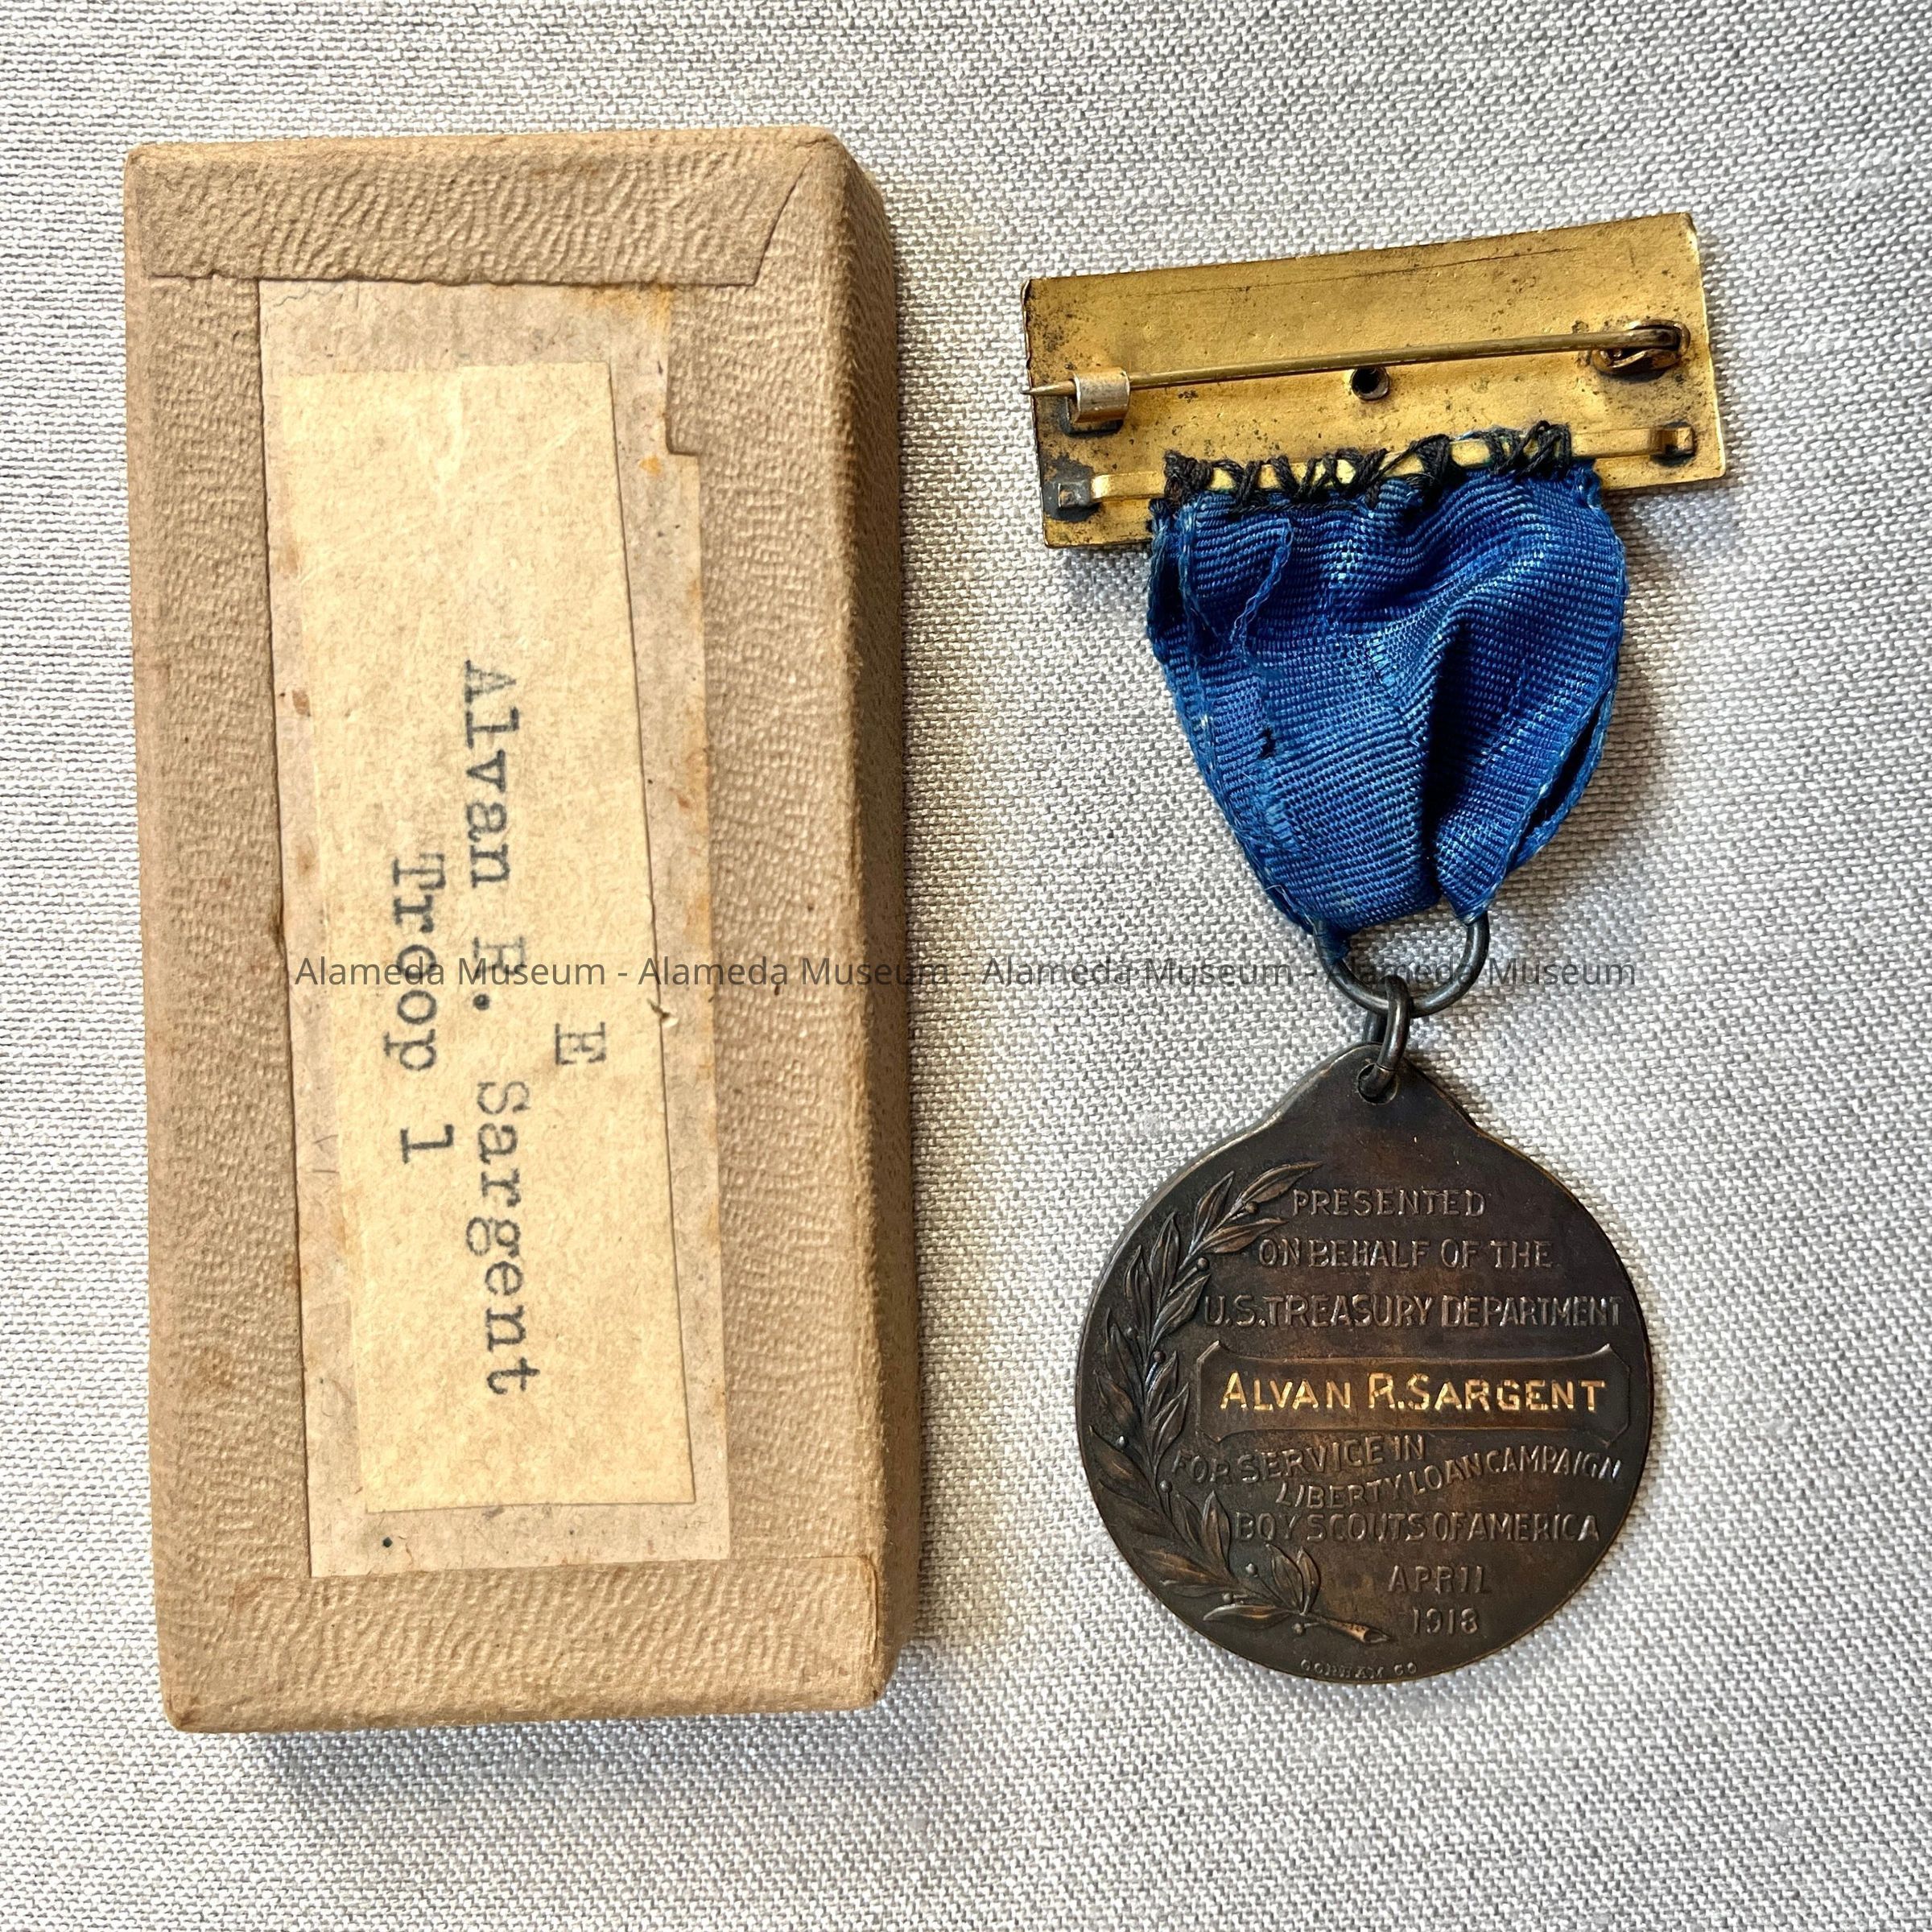 E
Alvan Sargent
Troop 1
PRESENTED
ON BEHALF OF THE
U.S. TREASURY DEPARTMENT
ALVAN R. SARGENT
FOR SERVICE IN
LIBERTY LOAN CAMPAIGN
BOY SCOUTS OF AMERICA
APRIL
1918
GORHAM CO
Alameda Museum - Alameda Museum - Alameda Museum - Alameda Museum